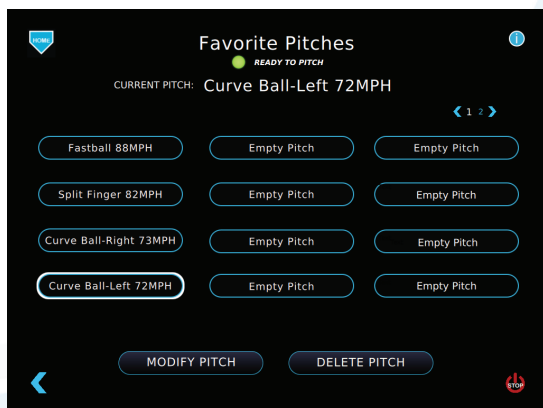 HOME
Favorite Pitches
i
READY TO PITCH
CURRENT PITCH: Curve Ball-Left 72MPH
1 2
Fastball 88MPH Empty Pitch Empty Pitch
Split Finger 82MPH Empty Pitch Empty Pitch
Curve Ball-Right 73MPH Empty Pitch Empty Pitch
Curve Ball-Left 72MPH Empty Pitch Empty Pitch
MODIFY PITCH DELETE PITCH
STOP